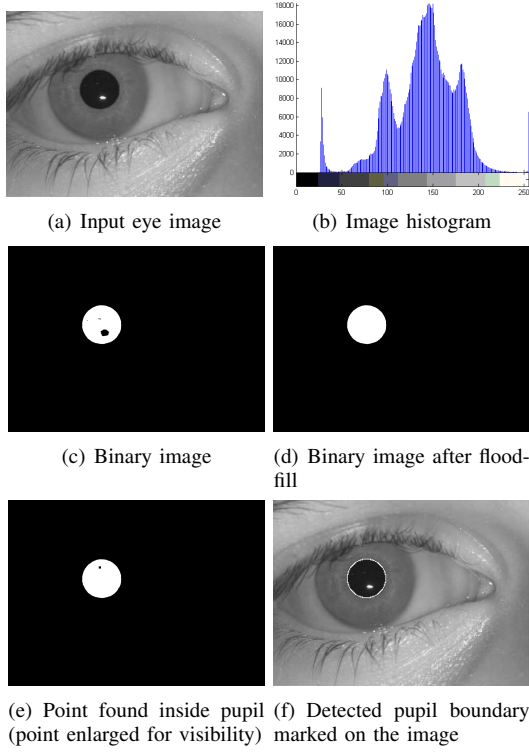 18000
16000
14000
12000
10000
8000
6000
4000
2000
0
0 50 100 150 200 250
(a) Input eye image (b) Image histogram
(c) Binary image (d) Binary image after flood-
fill
(e) Point found inside pupil (f) Detected pupil boundary
(point enlarged for visibility) marked on the image